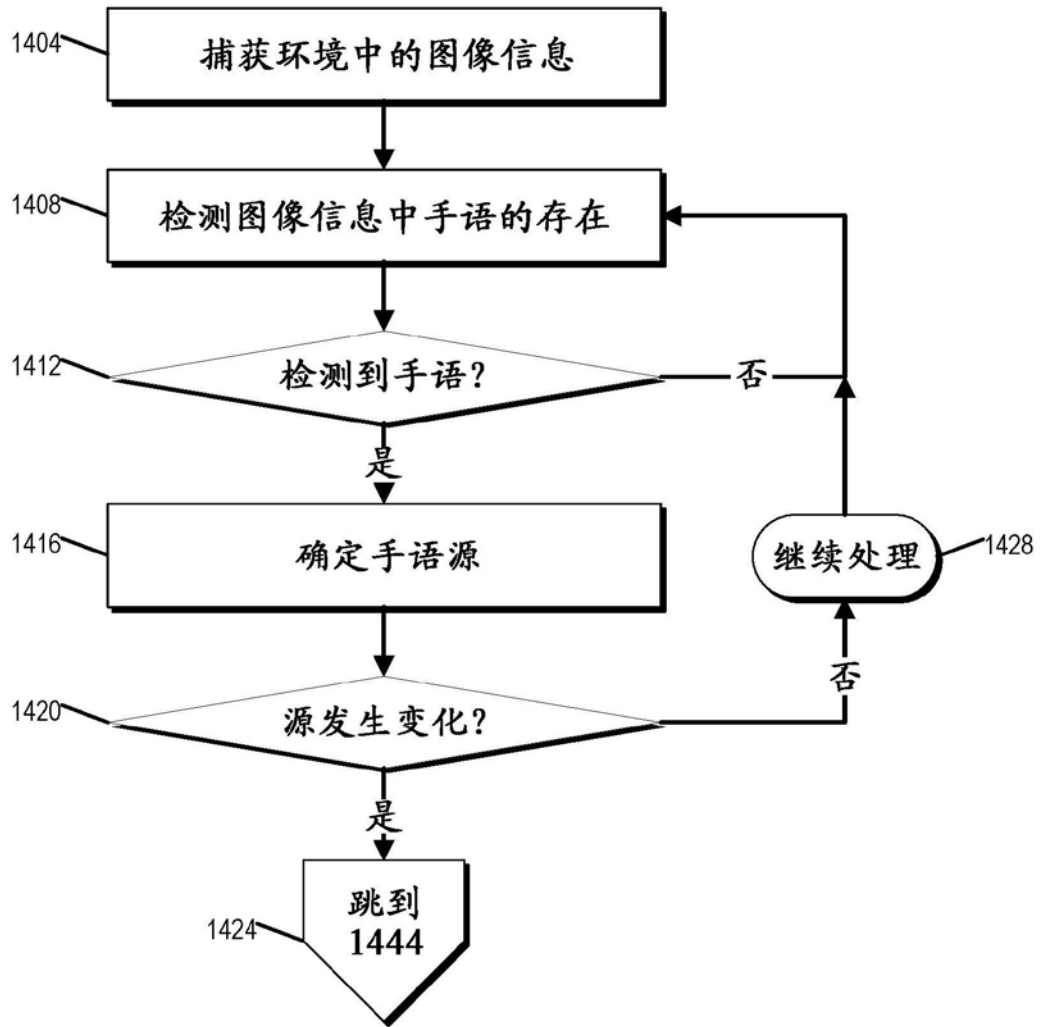 1404
捕获环境中的图像信息
1408
检测图像信息中手语的存在
1412
检测到手语?
否
是
1416
确定手语源
继续处理
1428
否
1420
源发生变化?
是
1424
跳到
1444